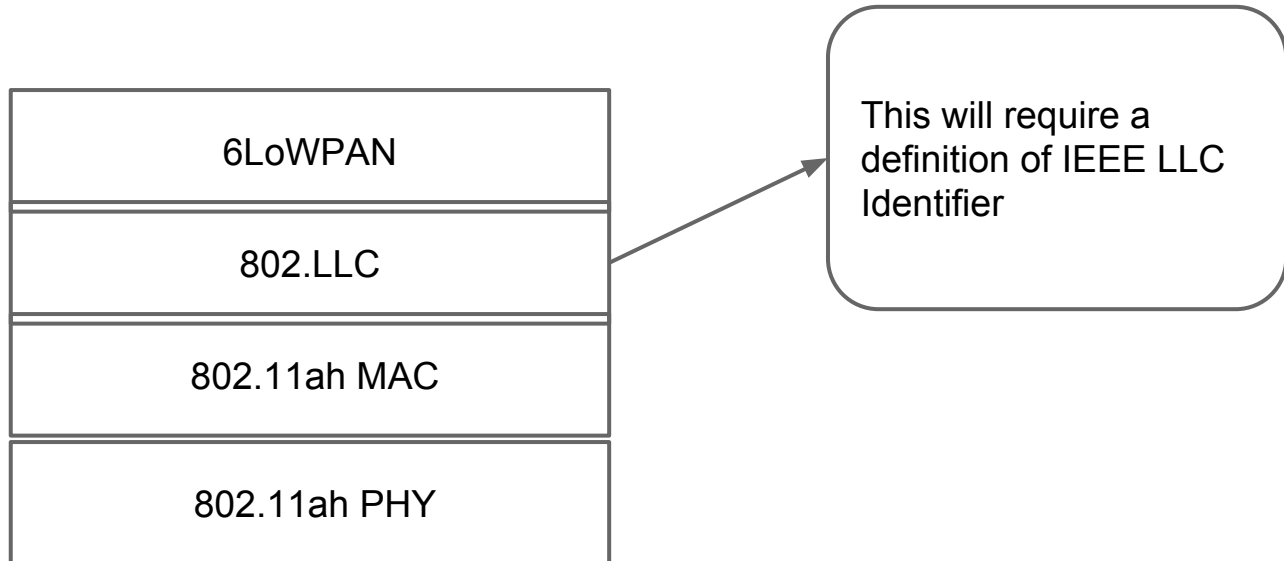 6LoWPAN
802.LLC
802.11ah MAC
802.11ah PHY
This will require a
definition of IEEE LLC
Identifier